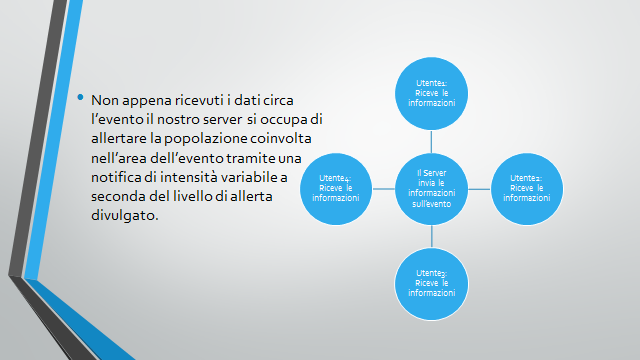 Non appena ricevuti i dati circa
l'evento il nostro server si occupa di
allertare la popolazione coinvolta
nell'area dell'evento tramite una
notifica di intensità variabile a
seconda del livello di allerta
divulgato.
Utente1:
Riceve le
informazioni
Utente4:
Riceve le
informazioni
Il Server
invia le
informazioni
sull'evento
Utente2:
Riceve le
informazioni
Utente3:
Riceve le
informazioni